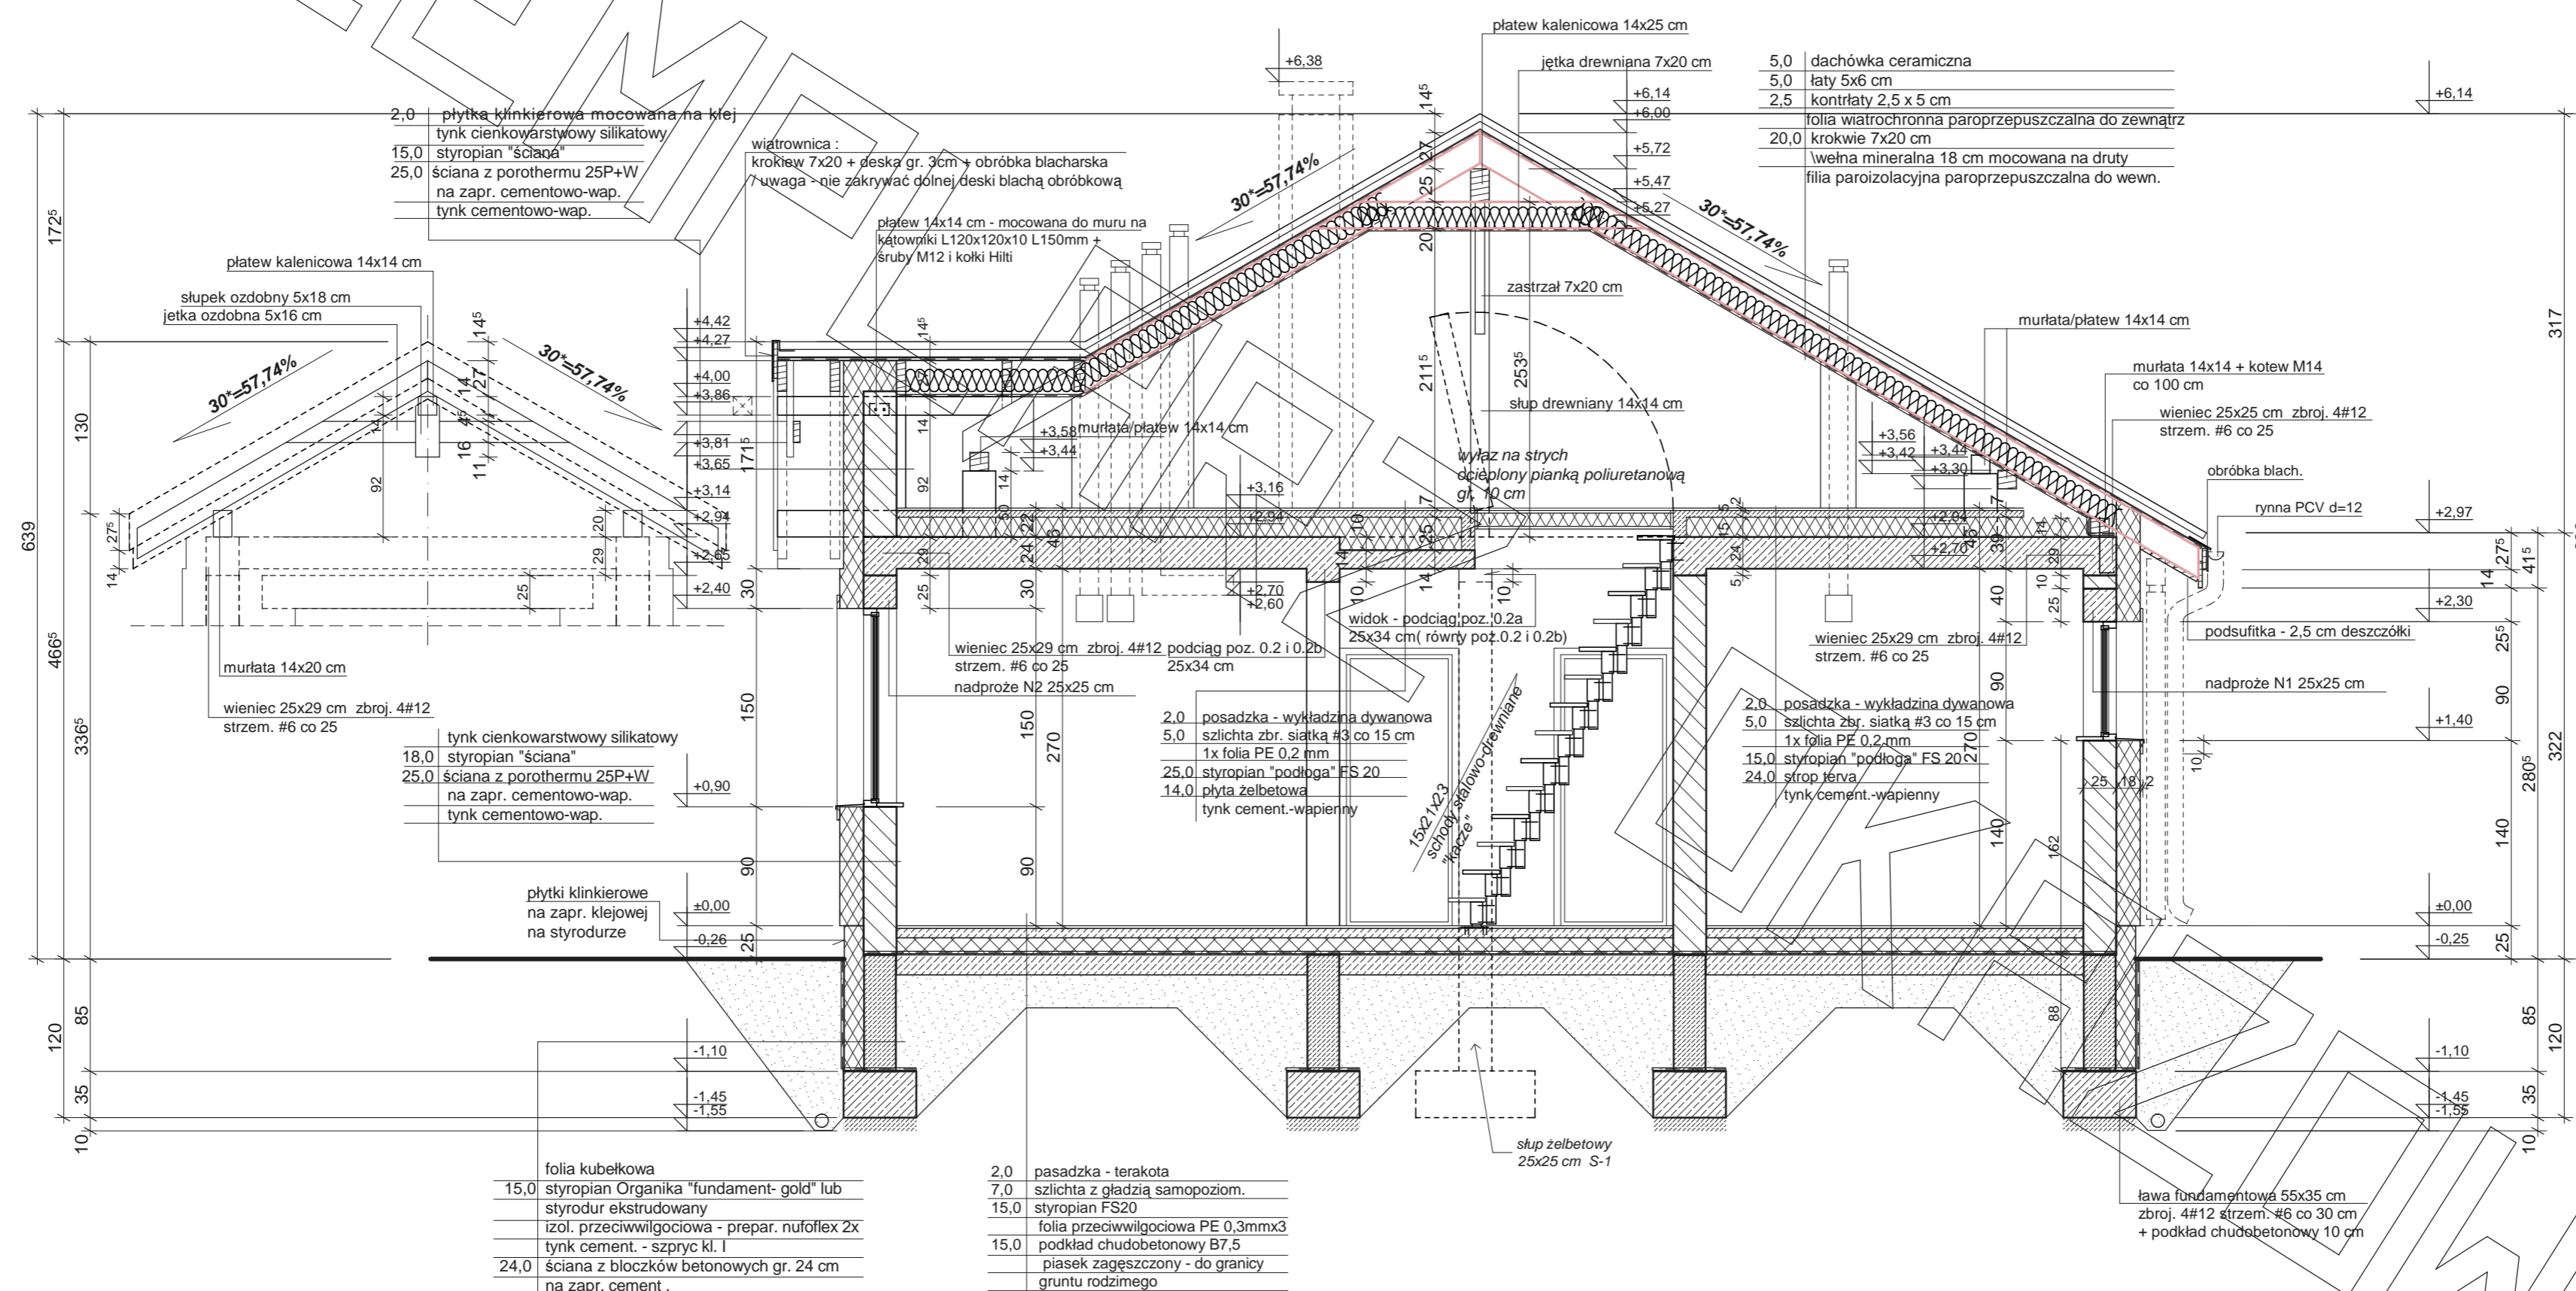 płatew kalenicowa 14x25 cm
jętka drewniana 7x20 cm
5,0 dachówka ceramiczna
5,0 łaty 5x6 cm
2,5 kontrłaty 2,5 x 5 cm
folia wiatrochronna paroprzepuszczalna do zewnątrz
20,0 krokwie 7x20 cm
\wełna mineralna 18 cm mocowana na druty
filia paroizolacyjna paroprzepuszczalna do wewn.
2,0 płytka klinkierowa mocowana na klej
tynk cienkowarstwowy silikatowy
15,0 styropian "ściana"
25,0 ściana z porothermu 25P+W
na zapr. cementowo-wap.
tynk cementowo-wap.
wiatrownica :
krokiew 7x20 + deska gr. 3cm + obróbka blacharska
/ uwaga - nie zakrywać dolnej deski blachą obróbkową
płatew 14x14 cm - mocowana do muru na
kątowniki L120x120x10 L150mm +
śruby M12 i kołki Hilti
+6,38
+6,14
+6,00
+5,72
+5,47
+5,27
+6,14
30*=57,74%
30*=57,74%
30*=57,74%
30*=57,74%
płatew kalenicowa 14x14 cm
słupek ozdobny 5x18 cm
jetka ozdobna 5x16 cm
zastrzał 7x20 cm
słup drewniany 14x14 cm
murłata/płatew 14x14 cm
murłata 14x14 + kotew M14
co 100 cm
wieniec 25x25 cm zbroj. 4#12
strzem. #6 co 25
obróbka blach.
rynna PCV d=12
murłata/płatew 14x14 cm
wyłaz na strych
ocieplony pianką poliuretanową
gr. 10 cm
+4,42
+4,27
+4,00
+3,86
+3,81
+3,65
+3,14
+2,94
+2,65
+2,40
+0,90
±0,00
-0,26
-1,10
-1,45
-1,55
+3,58
+3,44
+3,16
+2,94
+2,70
+2,60
+3,56
+3,42
+3,44
+3,30
+2,94
+2,70
+2,97
+2,30
+1,40
±0,00
-0,25
-1,10
-1,45
-1,55
murłata 14x20 cm
wieniec 25x29 cm zbroj. 4#12
strzem. #6 co 25
wieniec 25x29 cm zbroj. 4#12
strzem. #6 co 25
nadproże N2 25x25 cm
podciąg poz. 0.2 i 0.2b
25x34 cm
widok - podciąg poz. 0.2a
25x34 cm( równy poz.0.2 i 0.2b)
wieniec 25x29 cm zbroj. 4#12
strzem. #6 co 25
podsufitka - 2,5 cm deszczółki
nadproże N1 25x25 cm
tynk cienkowarstwowy silikatowy
18,0 styropian "ściana"
25,0 ściana z porothermu 25P+W
na zapr. cementowo-wap.
tynk cementowo-wap.
2,0 posadzka - wykładzina dywanowa
5,0 szlichta zbr. siatką #3 co 15 cm
1x folia PE 0,2 mm
25,0 styropian "podłoga" FS 20
14,0 płyta żelbetowa
tynk cement.-wapienny
2,0 posadzka - wykładzina dywanowa
5,0 szlichta zbr. siatką #3 co 15 cm
1x folia PE 0,2 mm
15,0 styropian "podłoga" FS 20
24,0 strop terva
tynk cement.-wapienny
15x21x23
schody stalowo-drewniane
"kacze"
płytki klinkierowe
na zapr. klejowej
na styrodurze
słup żelbetowy
25x25 cm S-1
ława fundamentowa 55x35 cm
zbroj. 4#12 strzem. #6 co 30 cm
+ podkład chudobetonowy 10 cm
folia kubełkowa
15,0 styropian Organika "fundament- gold" lub
styrodur ekstrudowany
izol. przeciwwilgociowa - prepar. nufoflex 2x
tynk cement. - szpryc kl. I
24,0 ściana z bloczków betonowych gr. 24 cm
na zapr. cement .
2,0 pasadzka - terakota
7,0 szlichta z gładzią samopoziom.
15,0 styropian FS20
folia przeciwwilgociowa PE 0,3mmx3
15,0 podkład chudobetonowy B7,5
piasek zagęszczony - do granicy
gruntu rodzimego
639
172⁵
466⁵
120
130
336⁵
85
35
10
171⁵
30
150
90
25
270
211⁵
253⁵
317
322
120
280⁵
41⁵